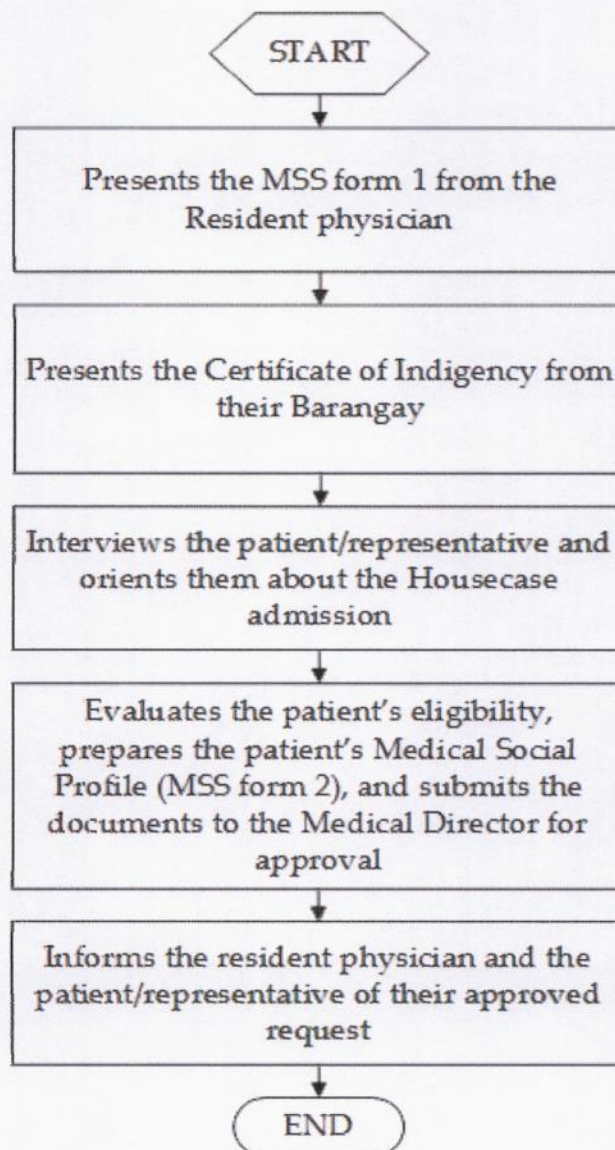 START
Presents the MSS form 1 from the
Resident physician
Presents the Certificate of Indigency from
their Barangay
Interviews the patient/representative and
orients them about the Housecase
admission
Evaluates the patient's eligibility,
prepares the patient's Medical Social
Profile (MSS form 2), and submits the
documents to the Medical Director for
approval
Informs the resident physician and the
patient/representative of their approved
request
END